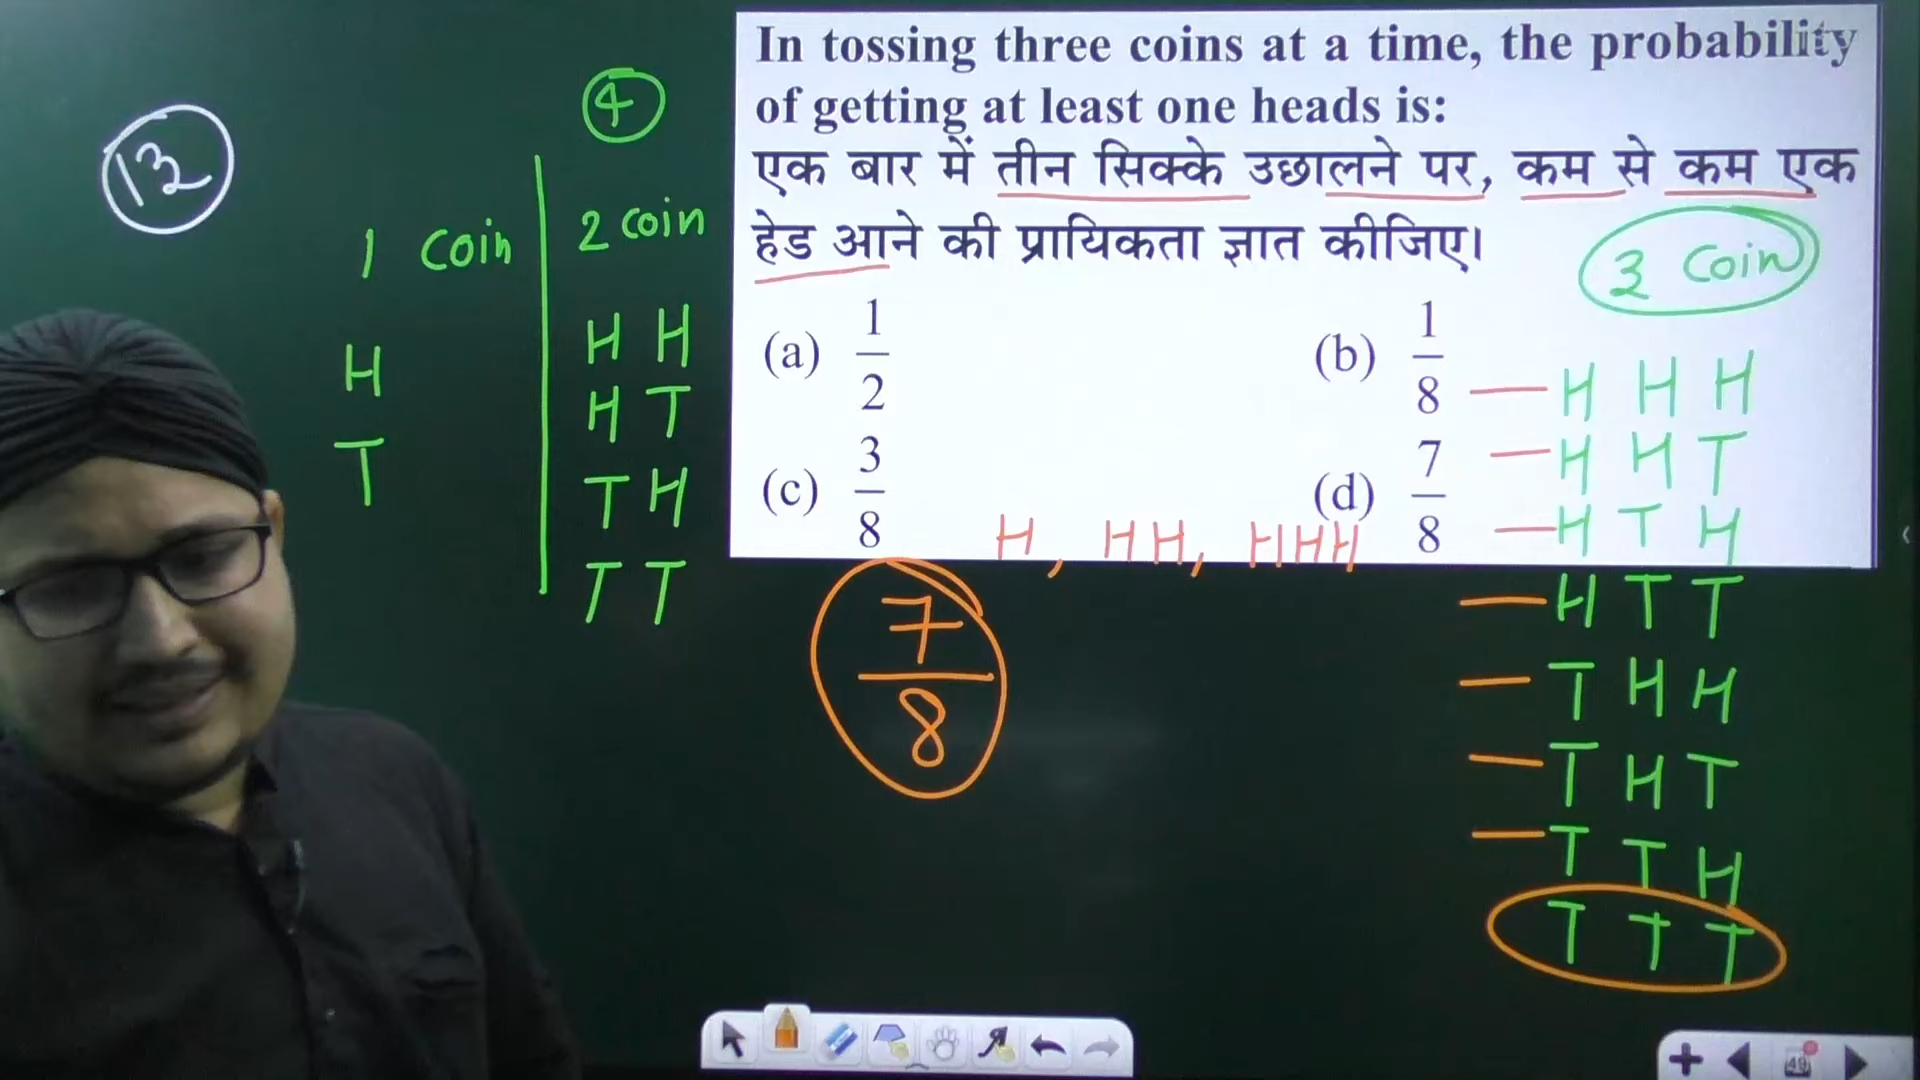 In tossing three coins at a time, the probability
of getting at least one heads is:
एक बार में तीन सिक्के उछालने पर, कम से कम एक
हेड आने की प्रायिकता ज्ञात कीजिए।
(a) 1/2
(b) 1/8
(c) 3/8
(d) 7/8
H, HH, HHH
13
1 Coin
H
T
4
2 coin
H H
H T
T H
T T
7/8
3 Coin
H H H
H H T
H T H
H T T
T H H
T H T
T T H
T T T
49